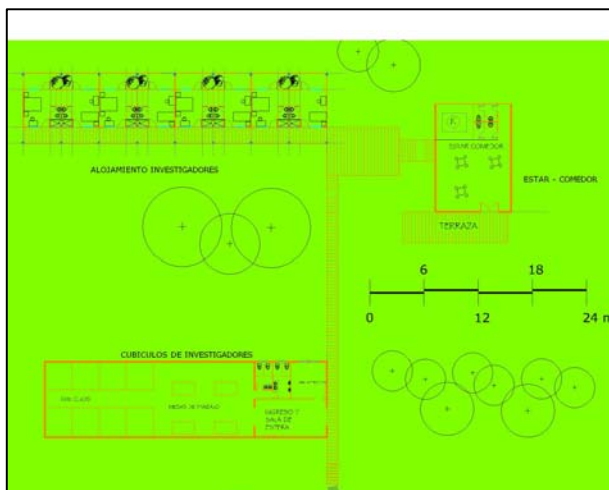 ALOJAMIENTO INVESTIGADORES
ESTAR COMEDOR
ESTAR - COMEDOR
TERRAZA
6 18
0 12 24 m
CUBICULOS DE INVESTIGADORES
INGRESO Y
SALA DE
ESPERA